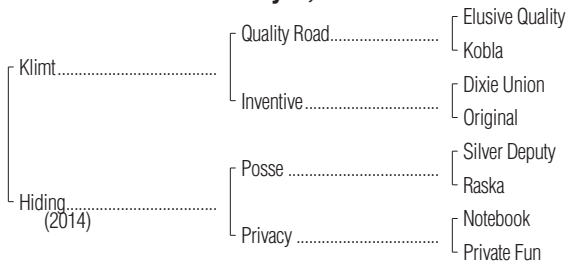 Elusive Quality
Quality Road
Kobla
Klimt
Dixie Union
Inventive
Original
Silver Deputy
Posse
Raska
Hiding
(2014)
Notebook
Privacy
Private Fun